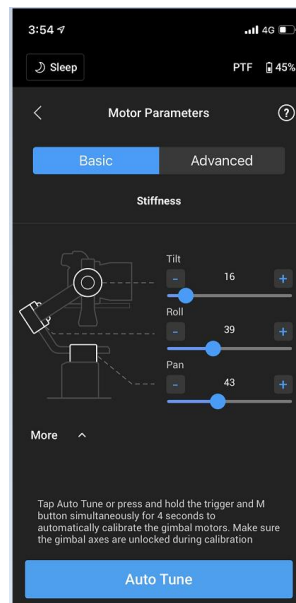 3:54 4G
Sleep PTF 45%
Motor Parameters ?
Basic Advanced
Stiffness
Tilt
- 16 +
Roll
- 39 +
Pan
- 43 +
More
Tap Auto Tune or press and hold the trigger and M
button simultaneously for 4 seconds to
automatically calibrate the gimbal motors. Make sure
the gimbal axes are unlocked during calibration
Auto Tune